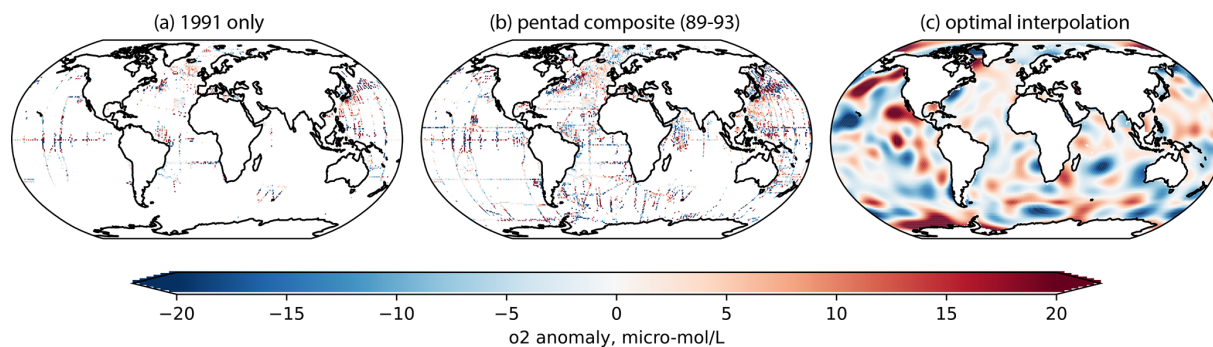 (a) 1991 only
(b) pentad composite (89-93)
(c) optimal interpolation
−20 −15 −10 −5 0 5 10 15 20
o2 anomaly, micro-mol/L